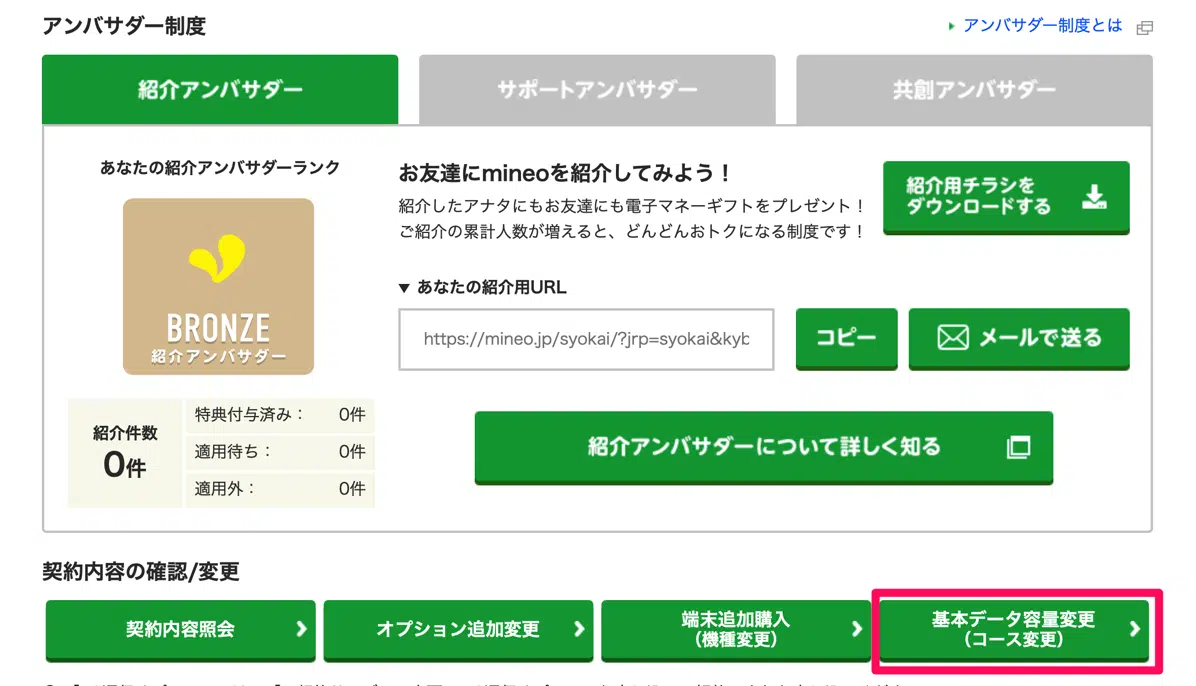 アンバサダー制度
アンバサダー制度とは
紹介アンバサダー
サポートアンバサダー
共創アンバサダー
あなたの紹介アンバサダーランク
BRONZE
紹介アンバサダー
紹介件数
0件
特典付与済み： 0件
適用待ち： 0件
適用外： 0件
お友達にmineoを紹介してみよう！
紹介したアナタにもお友達にも電子マネーギフトをプレゼント！
ご紹介の累計人数が増えると、どんどんおトクになる制度です！
紹介用チラシを
ダウンロードする
▼ あなたの紹介用URL
https://mineo.jp/syokai/?jrp=syokai&kyb
コピー
メールで送る
紹介アンバサダーについて詳しく知る
契約内容の確認/変更
契約内容照会
オプション追加変更
端末追加購入
（機種変更）
基本データ容量変更
（コース変更）